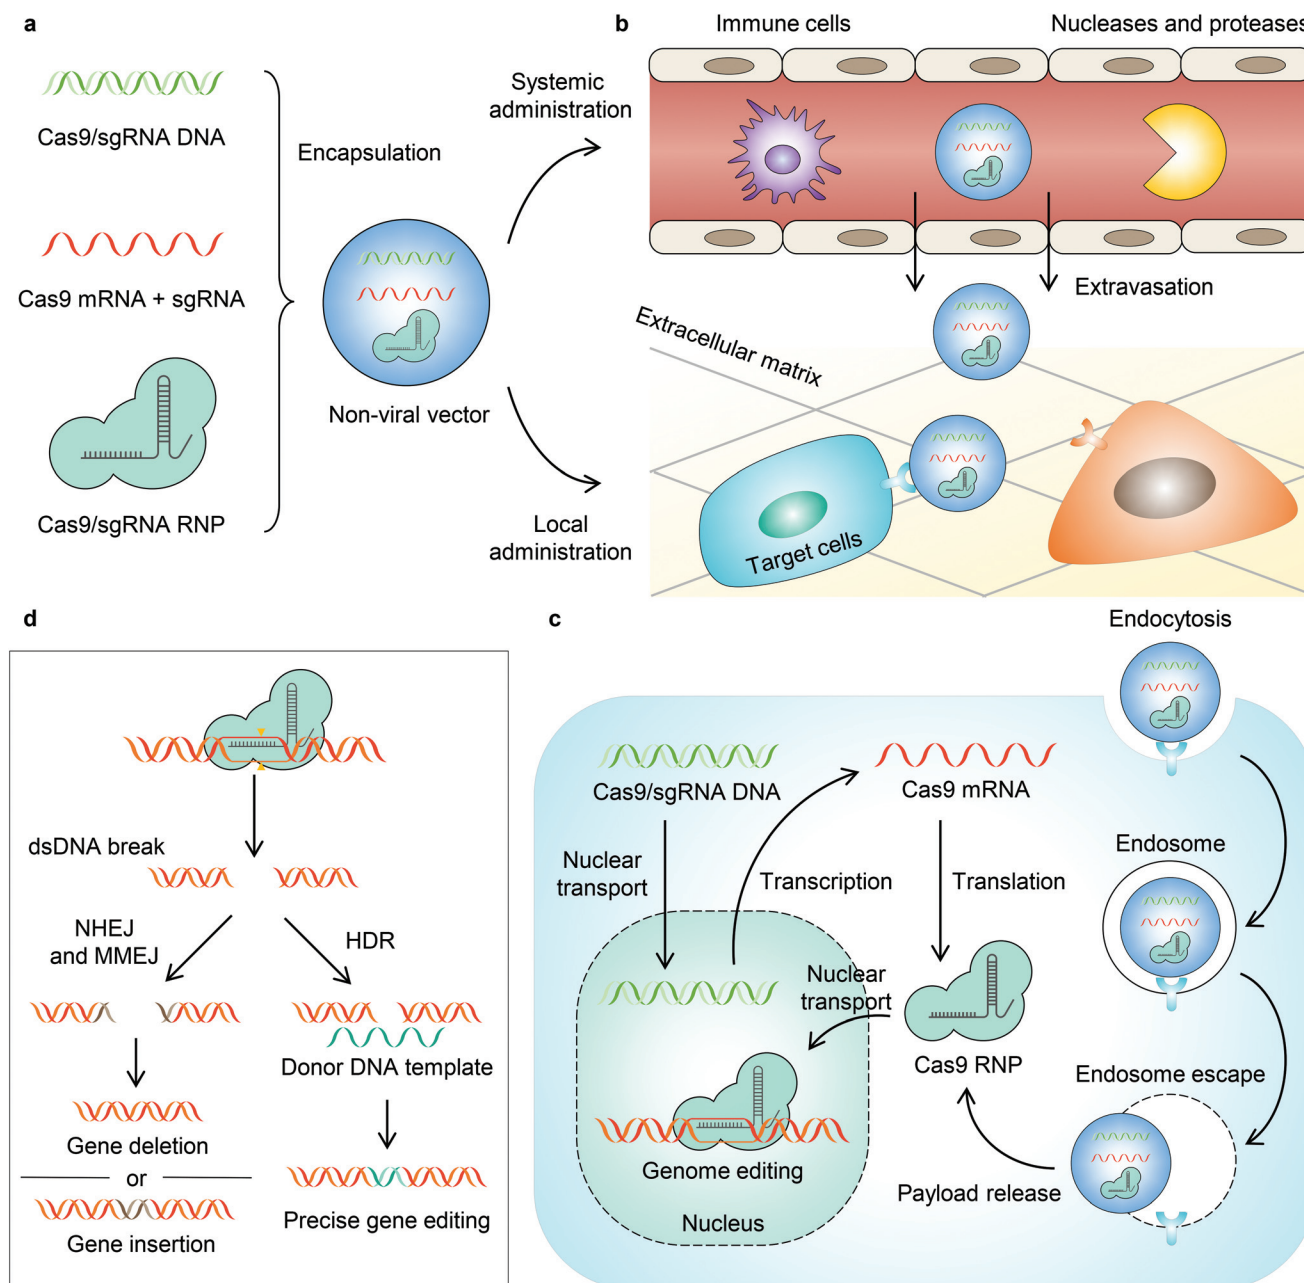 a
Cas9/sgRNA DNA
Cas9 mRNA + sgRNA
Cas9/sgRNA RNP
Encapsulation
Non-viral vector
Systemic
administration
Local
administration
b
Immune cells
Nucleases and proteases
Extravasation
Extracellular matrix
Target cells
d
dsDNA break
NHEJ
and MMEJ
HDR
Donor DNA template
Gene deletion
or
Gene insertion
Precise gene editing
c
Endocytosis
Cas9/sgRNA DNA
Cas9 mRNA
Nuclear
transport
Transcription
Translation
Endosome
Nuclear
transport
Cas9 RNP
Endosome escape
Genome editing
Payload release
Nucleus